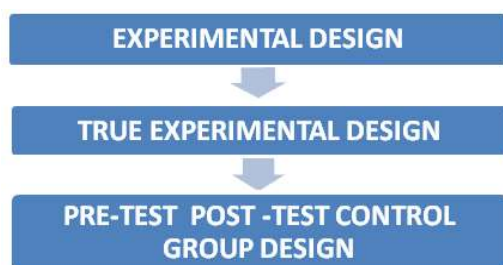 EXPERIMENTAL DESIGN
TRUE EXPERIMENTAL DESIGN
PRE-TEST POST -TEST CONTROL
GROUP DESIGN